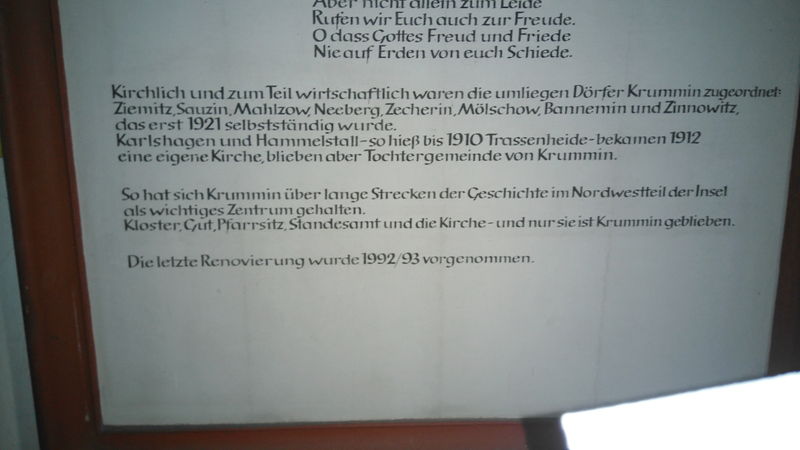 Aber nicht allein zum Leide
Rufen wir Euch auch zur Freude.
O dass Gottes Freud und Friede
Nie auf Erden von euch Schiede.
Kirchlich und zum Teil wirtschaftlich waren die umliegen Dörfer Krummin zugeordnet:
Ziemitz, Sauzin, Mahlzow, Neeberg, Zecherin, Mölschow, Bannemin und Zinnowitz,
das erst 1921 selbstständig wurde.
Karlshagen und Hammelstall-so hieß bis 1910 Trassenheide-bekamen 1912
eine eigene Kirche, blieben aber Tochtergemeinde von Krummin.
So hat sich Krummin über lange Strecken der Geschichte im Nordwestteil der Insel
als wichtiges Zentrum gehalten.
Kloster, Gut, Pfarrsitz, Standesamt und die Kirche - und nur sie ist Krummin geblieben.
Die letzte Renovierung wurde 1992/93 vorgenommen.